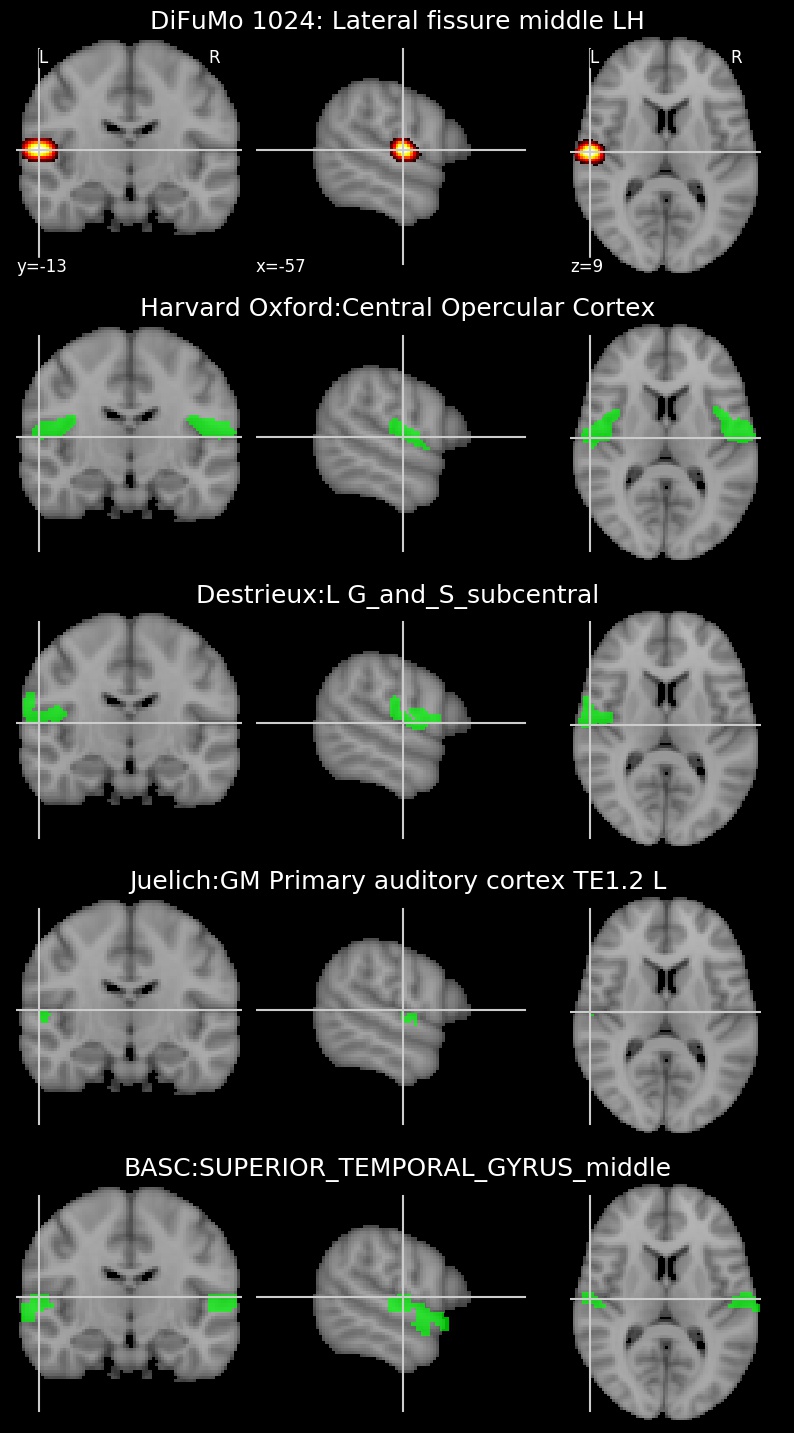 DiFuMo 1024: Lateral fissure middle LH
L R L R
y=-13 x=-57 z=9
Harvard Oxford:Central Opercular Cortex
Destrieux:L G_and_S_subcentral
Juelich:GM Primary auditory cortex TE1.2 L
BASC:SUPERIOR_TEMPORAL_GYRUS_middle